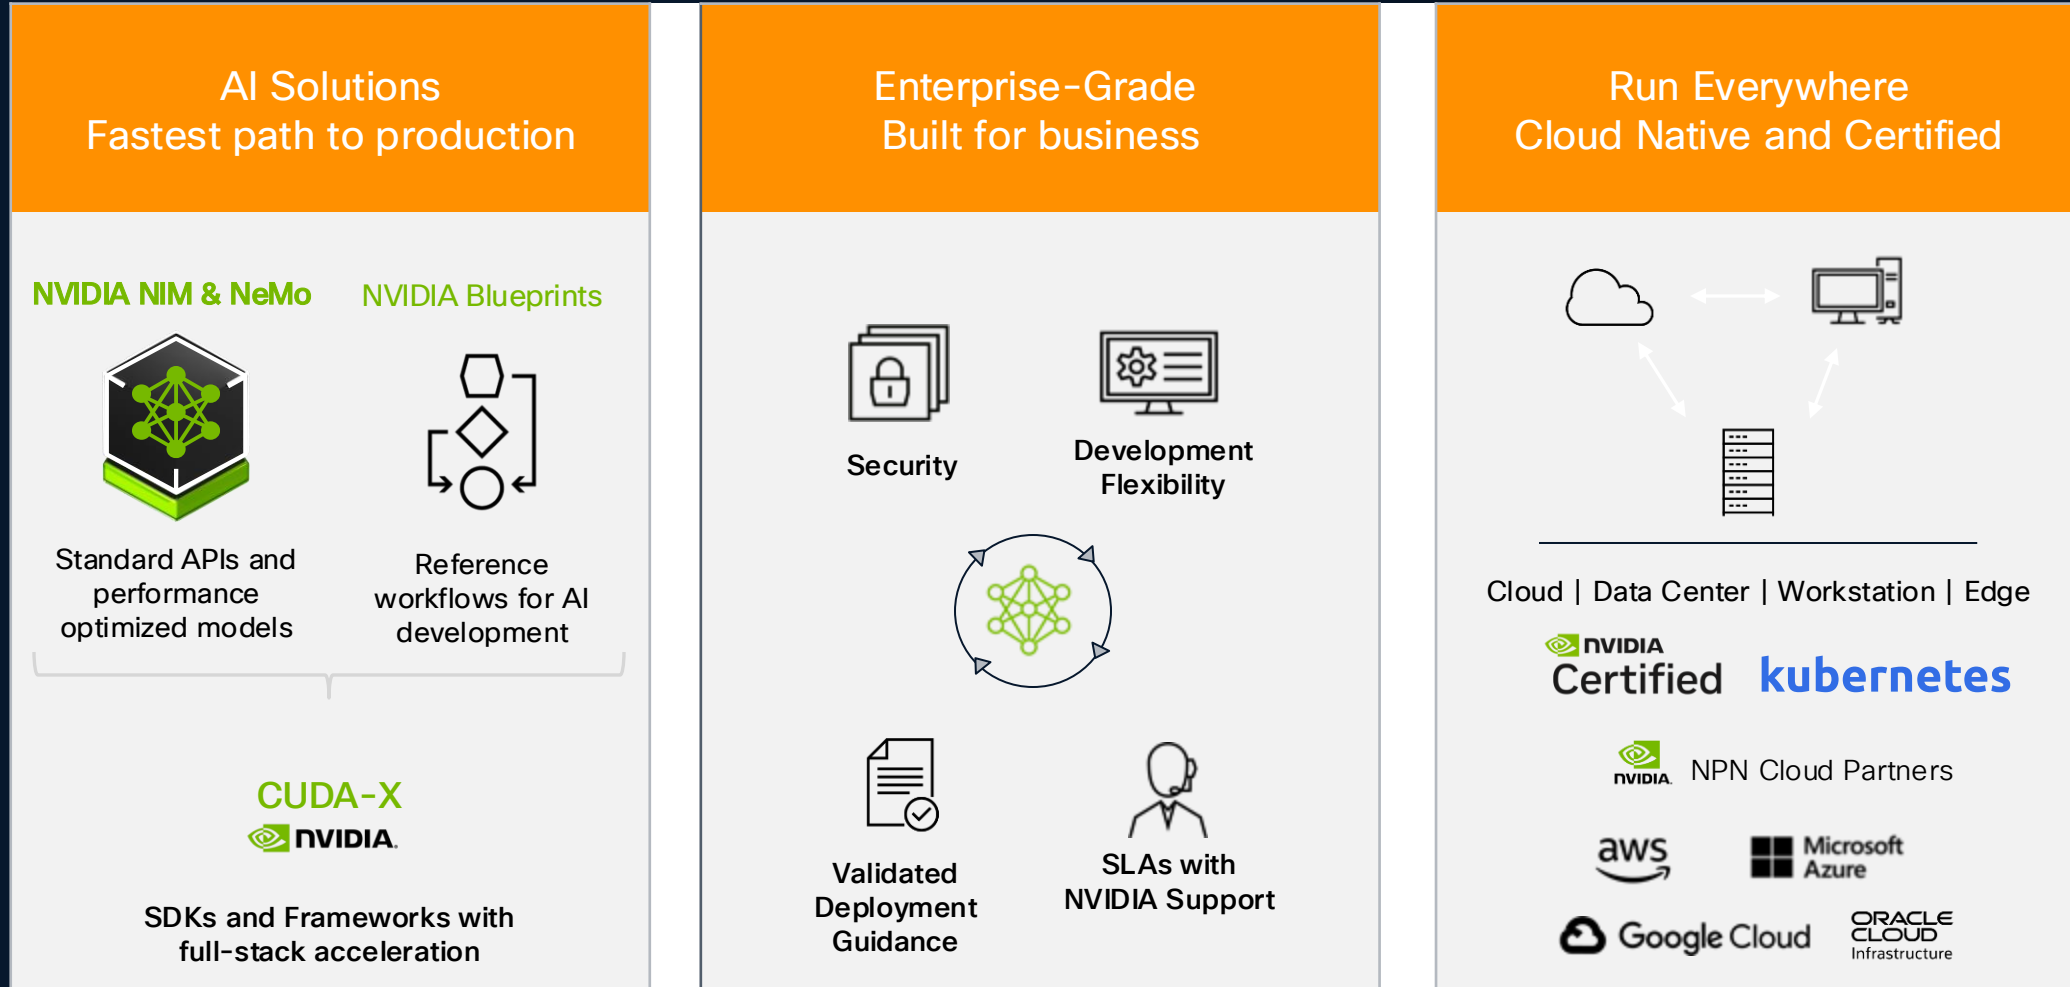 AI Solutions
Fastest path to production
NVIDIA NIM & NeMo
NVIDIA Blueprints
Standard APIs and
performance
optimized models
Reference
workflows for AI
development
CUDA-X
NVIDIA.
SDKs and Frameworks with
full-stack acceleration
Enterprise-Grade
Built for business
Security
Development
Flexibility
Validated
Deployment
Guidance
SLAs with
NVIDIA Support
Run Everywhere
Cloud Native and Certified
Cloud | Data Center | Workstation | Edge
NVIDIA
Certified
kubernetes
NVIDIA.
NPN Cloud Partners
aws
Microsoft
Azure
Google Cloud
ORACLE
CLOUD
Infrastructure